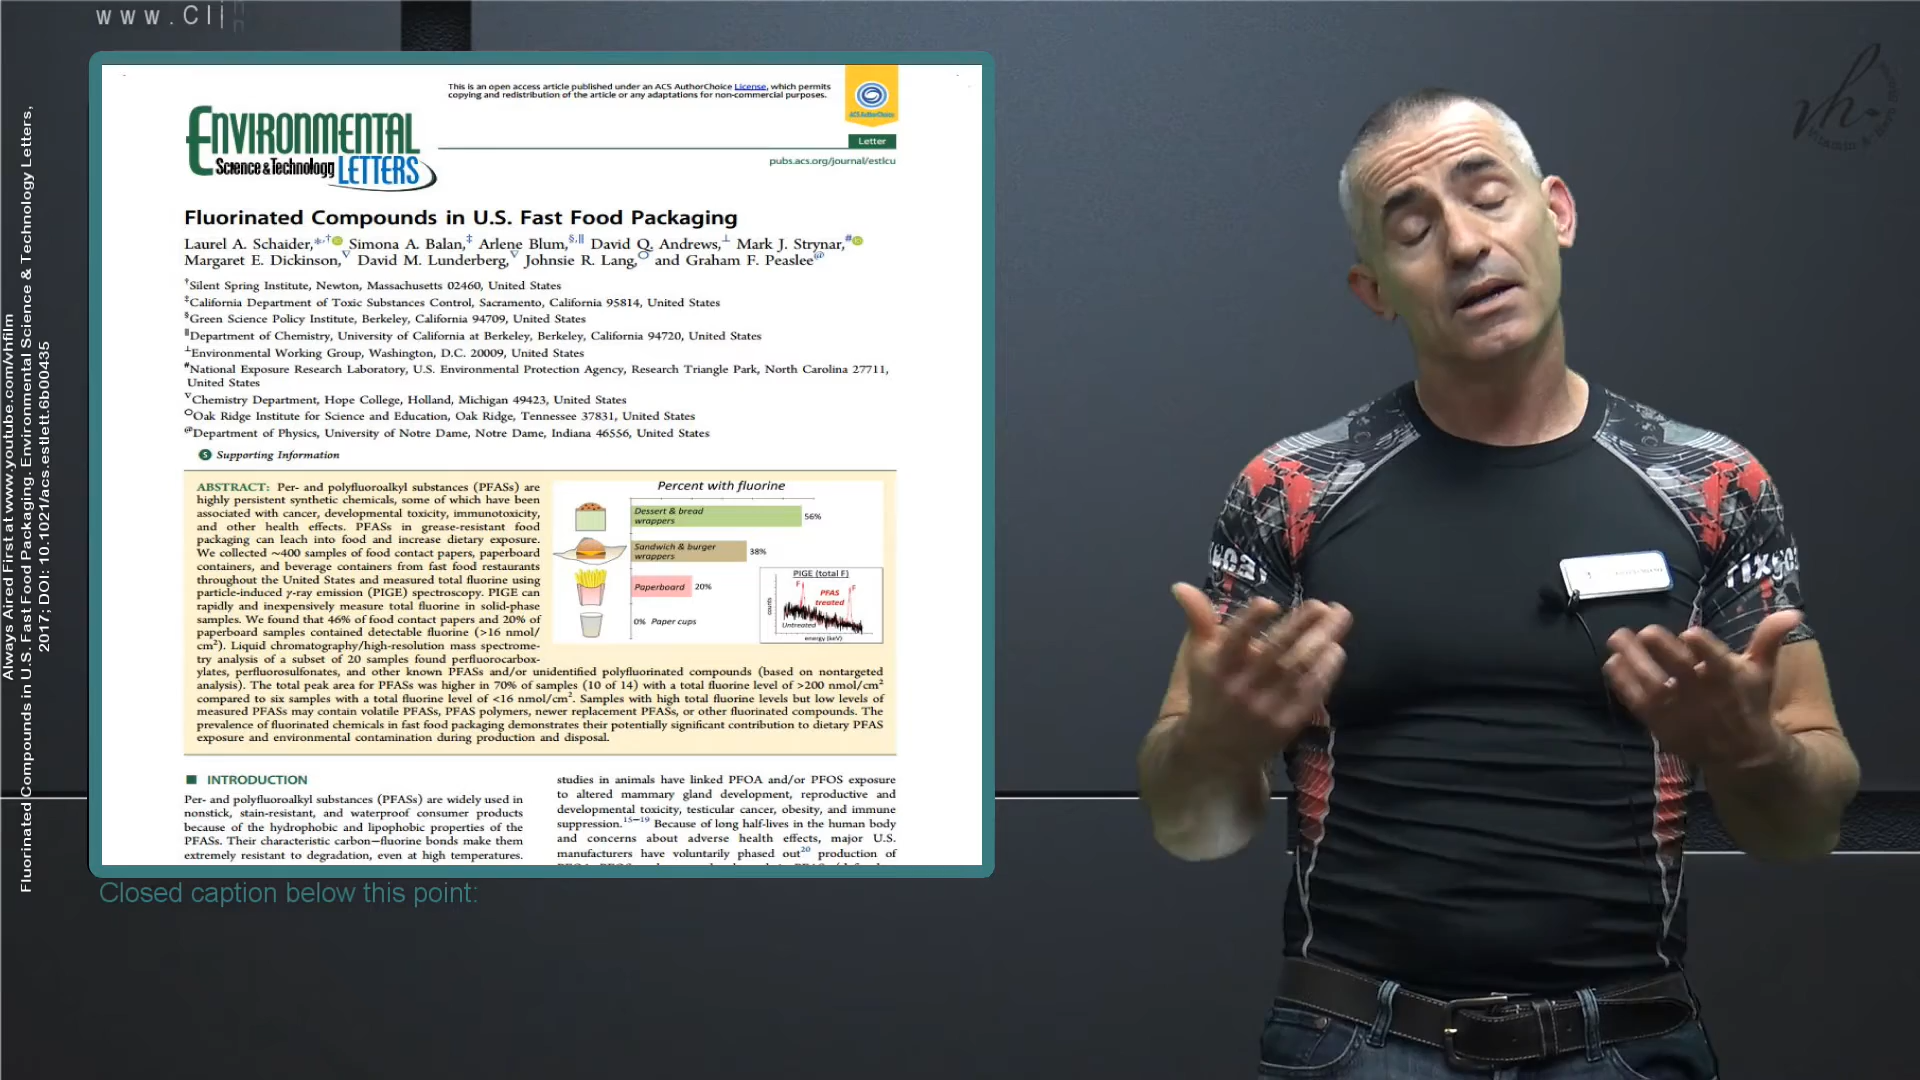 www.Cli
Always Aired First at www.youtube.com/vhfilm
Fluorinated Compounds in U.S. Fast Food Packaging. Environmental Science & Technology Letters,
2017; DOI: 10.1021/acs.estlett.6b00435
This is an open access article published under an ACS AuthorChoice License, which permits
copying and redistribution of the article or any adaptations for non-commercial purposes.
ACS AuthorChoice
ENVIRONMENTAL
Science & Technology LETTERS
Letter
pubs.acs.org/journal/estlcu
Fluorinated Compounds in U.S. Fast Food Packaging
Laurel A. Schaider,*,† Simona A. Balan,‡ Arlene Blum,§,∥ David Q. Andrews,⊥ Mark J. Strynar,#
Margaret E. Dickinson,∇ David M. Lunderberg,∇ Johnsie R. Lang,○ and Graham F. Peaslee@
†Silent Spring Institute, Newton, Massachusetts 02460, United States
‡California Department of Toxic Substances Control, Sacramento, California 95814, United States
§Green Science Policy Institute, Berkeley, California 94709, United States
∥Department of Chemistry, University of California at Berkeley, Berkeley, California 94720, United States
⊥Environmental Working Group, Washington, D.C. 20009, United States
#National Exposure Research Laboratory, U.S. Environmental Protection Agency, Research Triangle Park, North Carolina 27711,
United States
∇Chemistry Department, Hope College, Holland, Michigan 49423, United States
○Oak Ridge Institute for Science and Education, Oak Ridge, Tennessee 37831, United States
@Department of Physics, University of Notre Dame, Notre Dame, Indiana 46556, United States
S Supporting Information
ABSTRACT: Per- and polyfluoroalkyl substances (PFASs) are
highly persistent synthetic chemicals, some of which have been
associated with cancer, developmental toxicity, immunotoxicity,
and other health effects. PFASs in grease-resistant food
packaging can leach into food and increase dietary exposure.
We collected ~400 samples of food contact papers, paperboard
containers, and beverage containers from fast food restaurants
throughout the United States and measured total fluorine using
particle-induced γ-ray emission (PIGE) spectroscopy. PIGE can
rapidly and inexpensively measure total fluorine in solid-phase
samples. We found that 46% of food contact papers and 20% of
paperboard samples contained detectable fluorine (>16 nmol/
cm²). Liquid chromatography/high-resolution mass spectrome-
try analysis of a subset of 20 samples found perfluorocarbox-
ylates, perfluorosulfonates, and other known PFASs and/or unidentified polyfluorinated compounds (based on nontargeted
analysis). The total peak area for PFASs was higher in 70% of samples (10 of 14) with a total fluorine level of >200 nmol/cm²
compared to six samples with a total fluorine level of <16 nmol/cm². Samples with high total fluorine levels but low levels of
measured PFASs may contain volatile PFASs, PFAS polymers, newer replacement PFASs, or other fluorinated compounds. The
prevalence of fluorinated chemicals in fast food packaging demonstrates their potentially significant contribution to dietary PFAS
exposure and environmental contamination during production and disposal.
Percent with fluorine
Dessert & bread
wrappers
56%
Sandwich & burger
wrappers
38%
Paperboard 20%
0% Paper cups
PIGE (total F)
F F
PFAS
treated
Untreated
counts
energy (keV)
INTRODUCTION
Per- and polyfluoroalkyl substances (PFASs) are widely used in
nonstick, stain-resistant, and waterproof consumer products
because of the hydrophobic and lipophobic properties of the
PFASs. Their characteristic carbon−fluorine bonds make them
extremely resistant to degradation, even at high temperatures.
studies in animals have linked PFOA and/or PFOS exposure
to altered mammary gland development, reproductive and
developmental toxicity, testicular cancer, obesity, and immune
suppression.15−19 Because of long half-lives in the human body
and concerns about adverse health effects, major U.S.
manufacturers have voluntarily phased out20 production of
Closed caption below this point:
vh